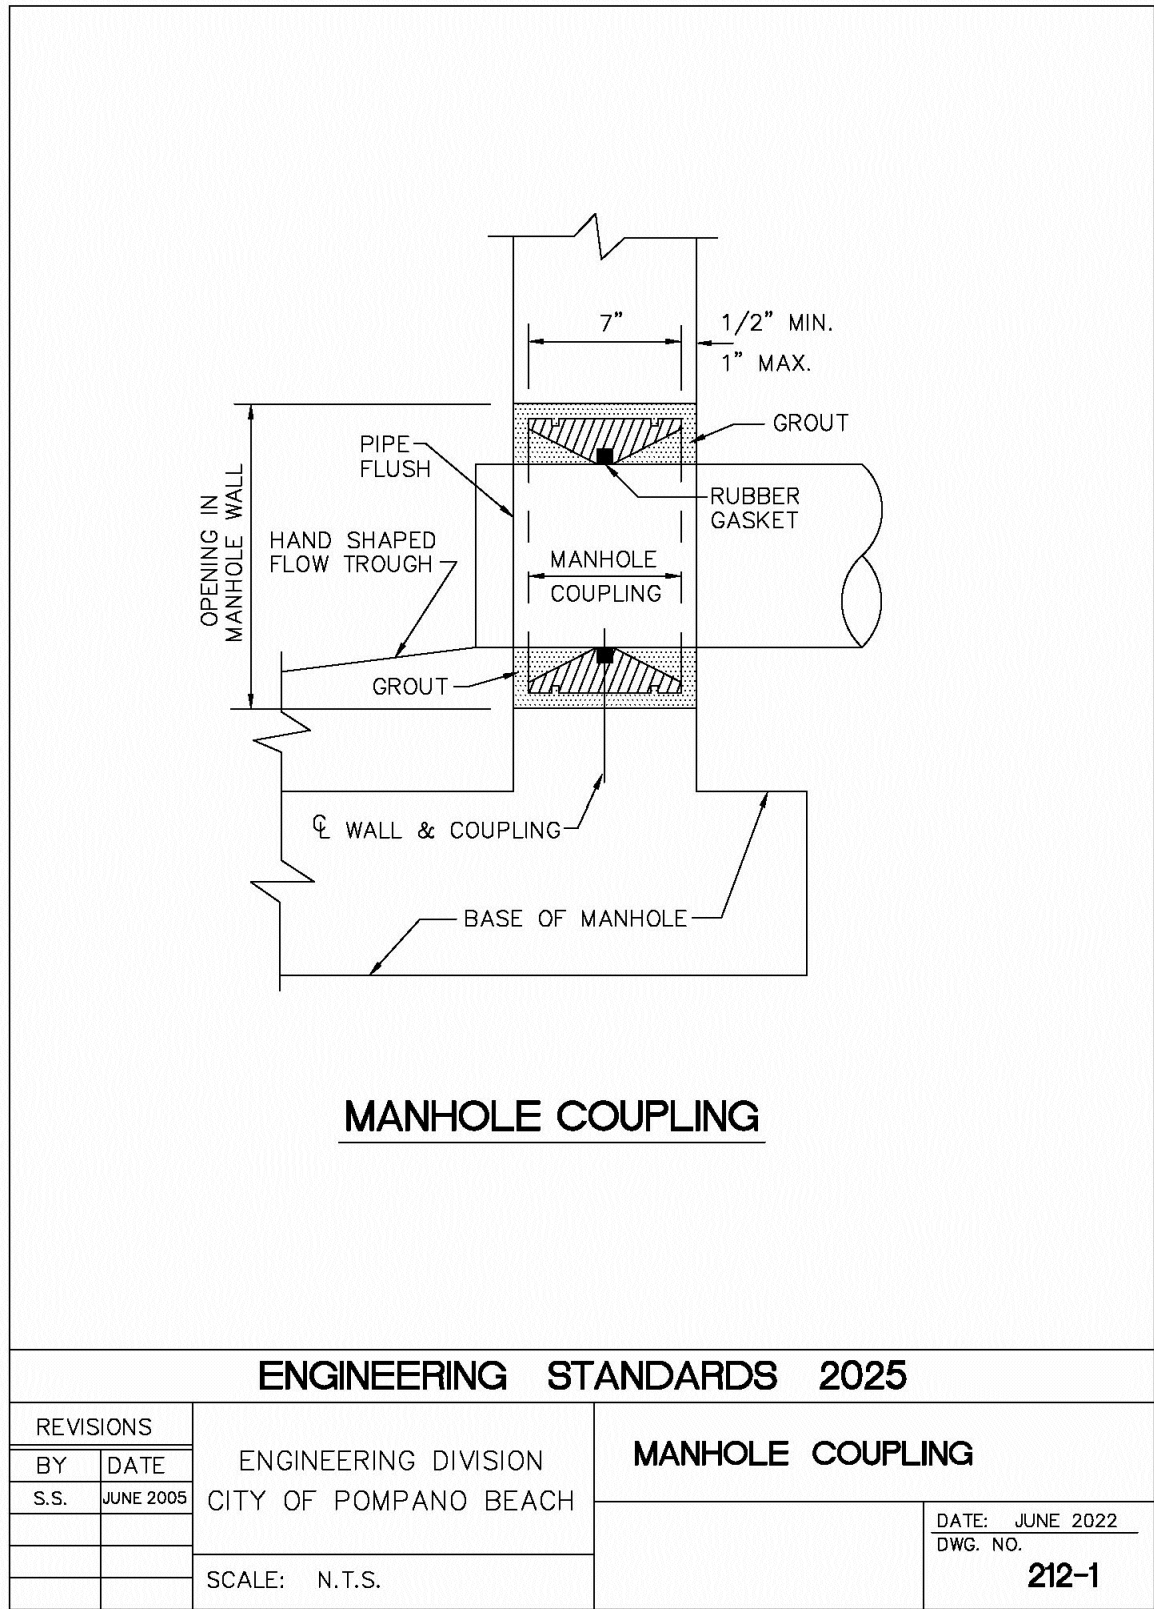 7”
1/2” MIN.
1” MAX.
GROUT
PIPE
FLUSH
RUBBER
GASKET
OPENING IN
MANHOLE WALL
HAND SHAPED
FLOW TROUGH
MANHOLE
COUPLING
GROUT
℄ WALL & COUPLING
BASE OF MANHOLE
MANHOLE COUPLING
ENGINEERING STANDARDS 2025
REVISIONS
BY DATE
S.S. JUNE 2005
ENGINEERING DIVISION
CITY OF POMPANO BEACH
SCALE: N.T.S.
MANHOLE COUPLING
DATE: JUNE 2022
DWG. NO.
212-1